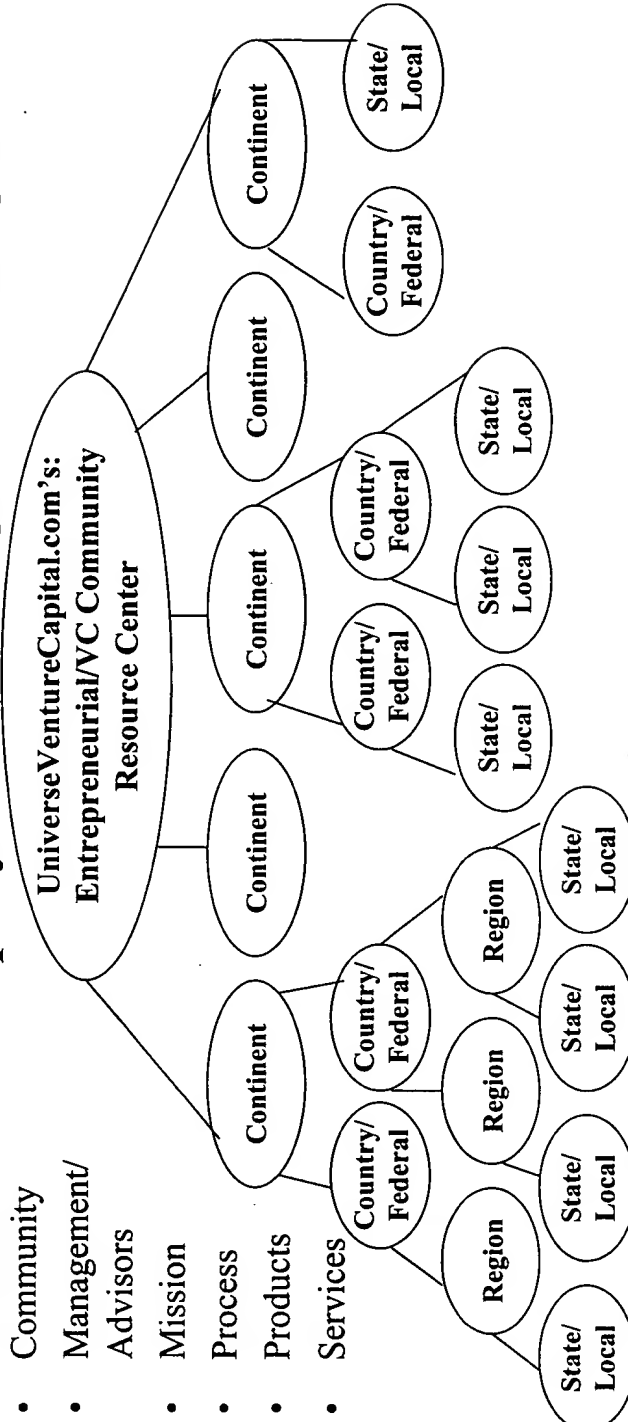 • Community
• Management/
Advisors
• Mission
• Process
• Products
• Services
UniverseVentureCapital.com's:
Entrepreneurial/VC Community
Resource Center
Continent
Continent
Continent
Continent
Continent
Country/
Federal
Country/
Federal
Country/
Federal
Country/
Federal
Country/
Federal
State/
Local
Region
Region
Region
State/
Local
State/
Local
State/
Local
State/
Local
State/
Local
State/
Local
State/
Local